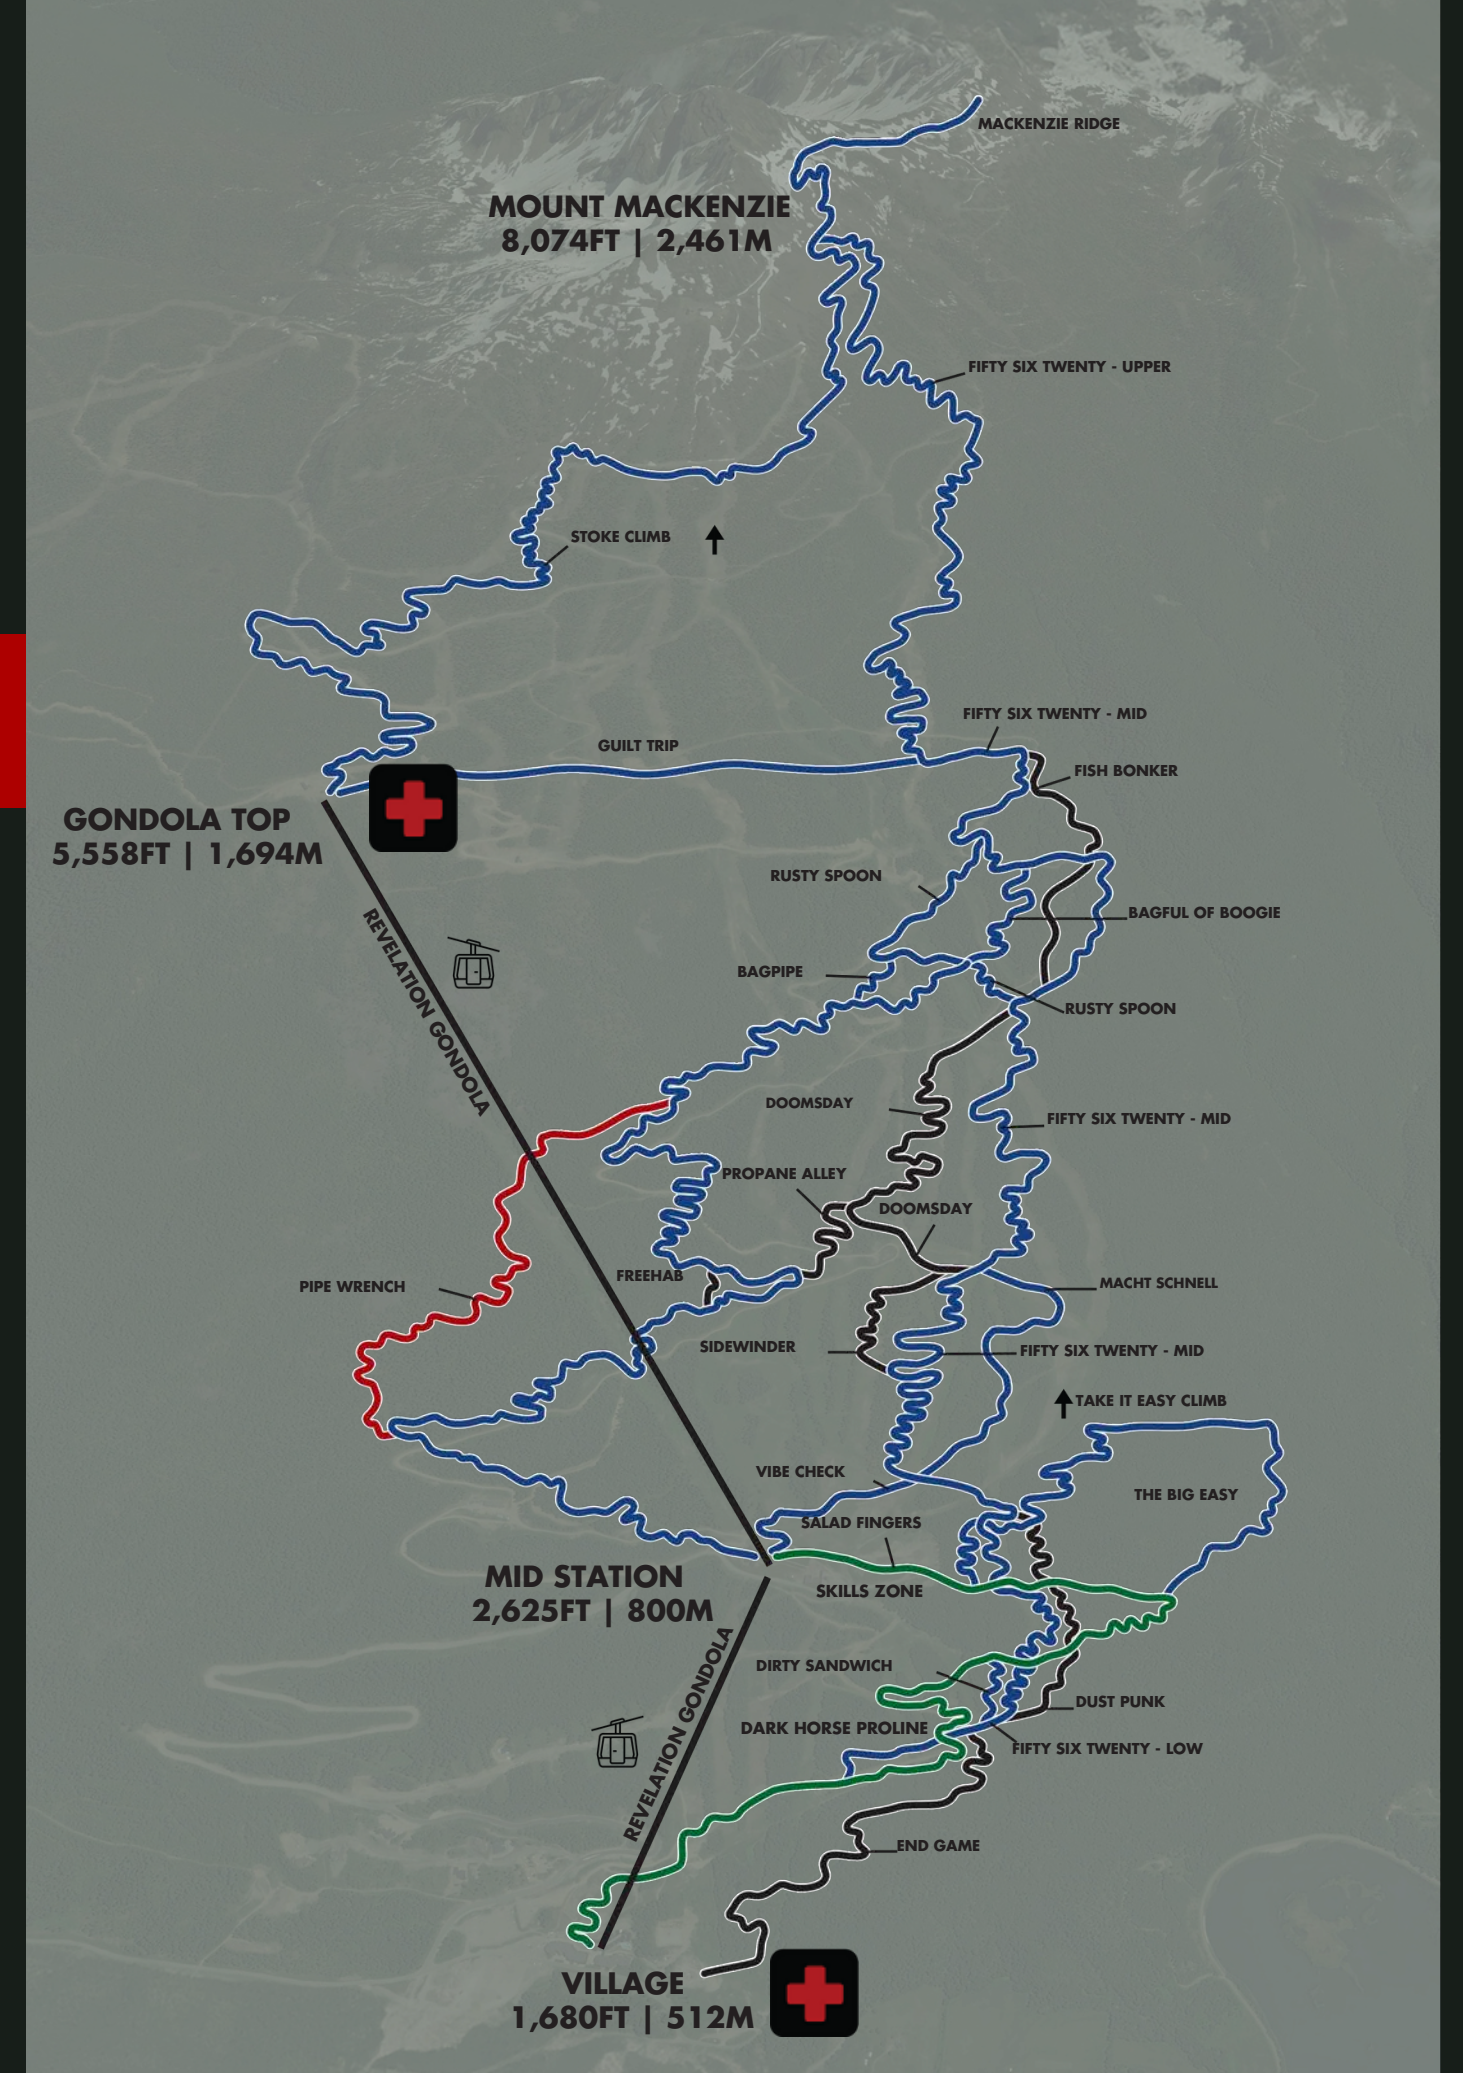 MACKENZIE RIDGE
MOUNT MACKENZIE
8,074FT | 2,461M
FIFTY SIX TWENTY - UPPER
STOKE CLIMB
FIFTY SIX TWENTY - MID
GUILT TRIP
FISH BONKER
GONDOLA TOP
5,558FT | 1,694M
RUSTY SPOON
BAGFUL OF BOOGIE
REVELATION GONDOLA
BAGPIPE
RUSTY SPOON
DOOMSDAY
FIFTY SIX TWENTY - MID
PROPANE ALLEY
DOOMSDAY
FREEHAB
PIPE WRENCH
MACHT SCHNELL
SIDEWINDER
FIFTY SIX TWENTY - MID
TAKE IT EASY CLIMB
VIBE CHECK
THE BIG EASY
SALAD FINGERS
MID STATION
2,625FT | 800M
SKILLS ZONE
REVELATION GONDOLA
DIRTY SANDWICH
DUST PUNK
DARK HORSE PROLINE
FIFTY SIX TWENTY - LOW
END GAME
VILLAGE
1,680FT | 512M